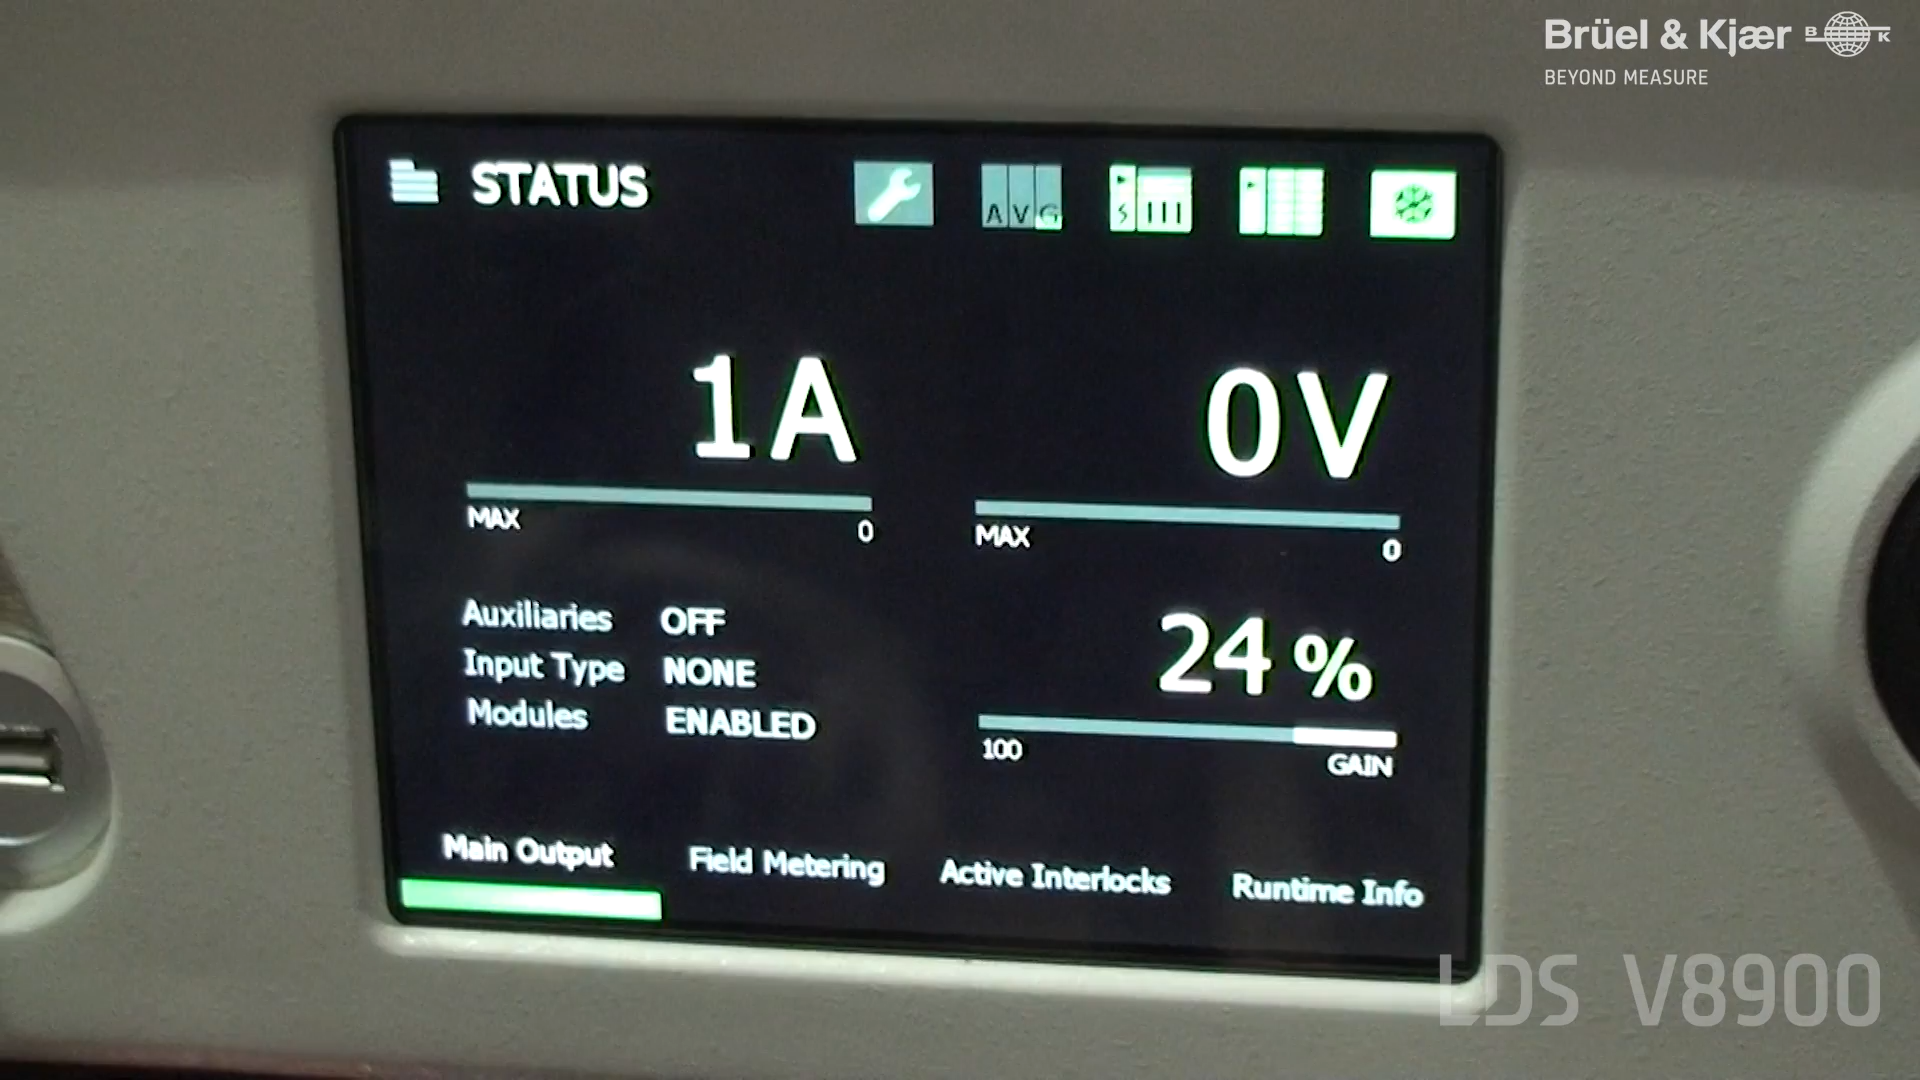 Brüel & Kjær B K
BEYOND MEASURE
STATUS
A V G
S
1A
0V
MAX 0
MAX 0
Auxiliaries OFF
Input Type NONE
Modules ENABLED
24 %
100 GAIN
Main Output
Field Metering
Active Interlocks
Runtime Info
LDS V8900